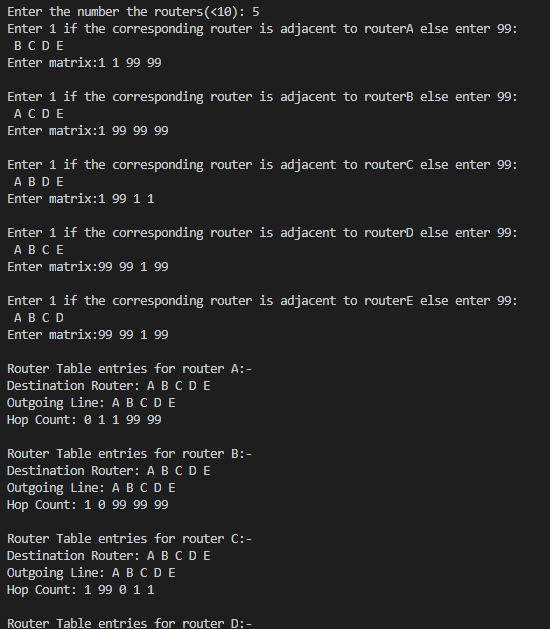 Enter the number the routers(<10): 5
Enter 1 if the corresponding router is adjacent to routerA else enter 99:
B C D E
Enter matrix:1 1 99 99
Enter 1 if the corresponding router is adjacent to routerB else enter 99:
A C D E
Enter matrix:1 99 99 99
Enter 1 if the corresponding router is adjacent to routerC else enter 99:
A B D E
Enter matrix:1 99 1 1
Enter 1 if the corresponding router is adjacent to routerD else enter 99:
A B C E
Enter matrix:99 99 1 99
Enter 1 if the corresponding router is adjacent to routerE else enter 99:
A B C D
Enter matrix:99 99 1 99
Router Table entries for router A:-
Destination Router: A B C D E
Outgoing Line: A B C D E
Hop Count: 0 1 1 99 99
Router Table entries for router B:-
Destination Router: A B C D E
Outgoing Line: A B C D E
Hop Count: 1 0 99 99 99
Router Table entries for router C:-
Destination Router: A B C D E
Outgoing Line: A B C D E
Hop Count: 1 99 0 1 1
Router Table entries for router D:-